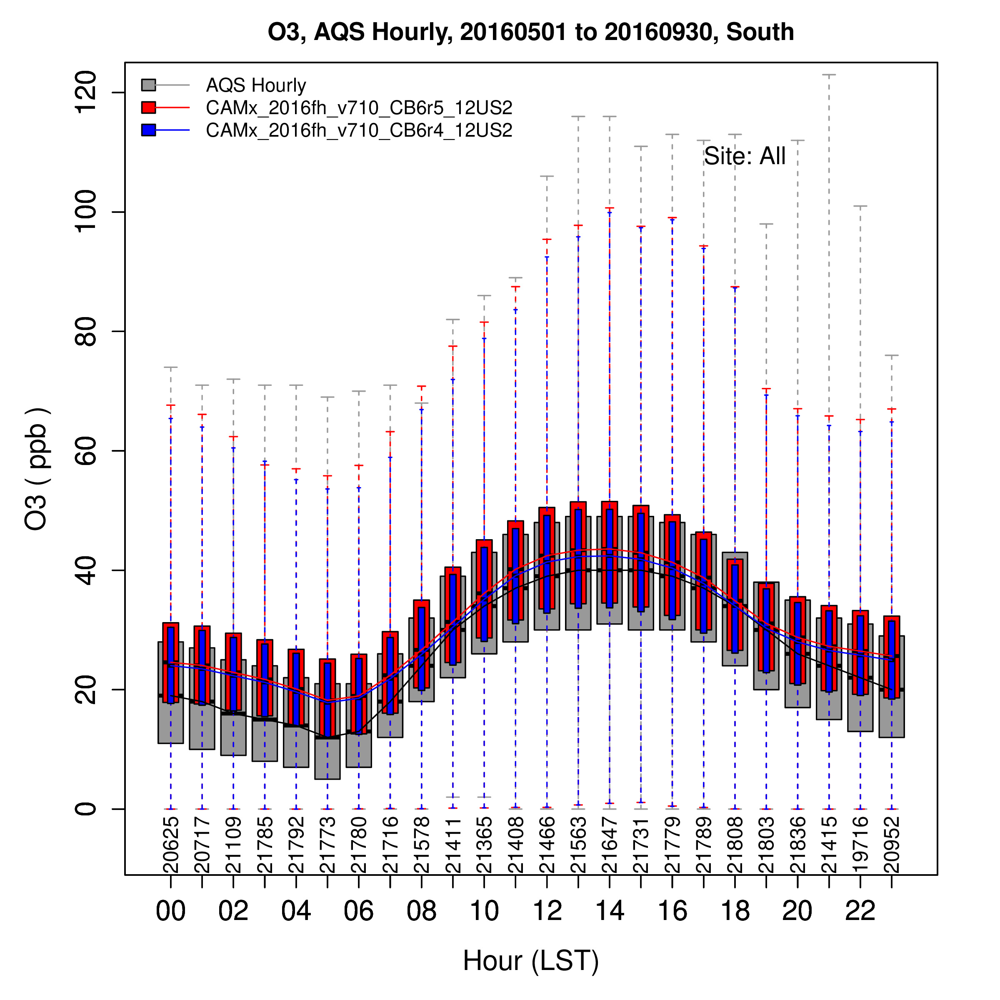 O3, AQS Hourly, 20160501 to 20160930, South
AQS Hourly
CAMx_2016fh_v710_CB6r5_12US2
CAMx_2016fh_v710_CB6r4_12US2
Site: All
O3 ( ppb )
120
100
80
60
40
20
0
20625 20717 21109 21785 21792 21773 21780 21716 21578 21411 21365 21408 21466 21563 21647 21731 21779 21789 21808 21803 21836 21415 19716 20952
00 02 04 06 08 10 12 14 16 18 20 22
Hour (LST)